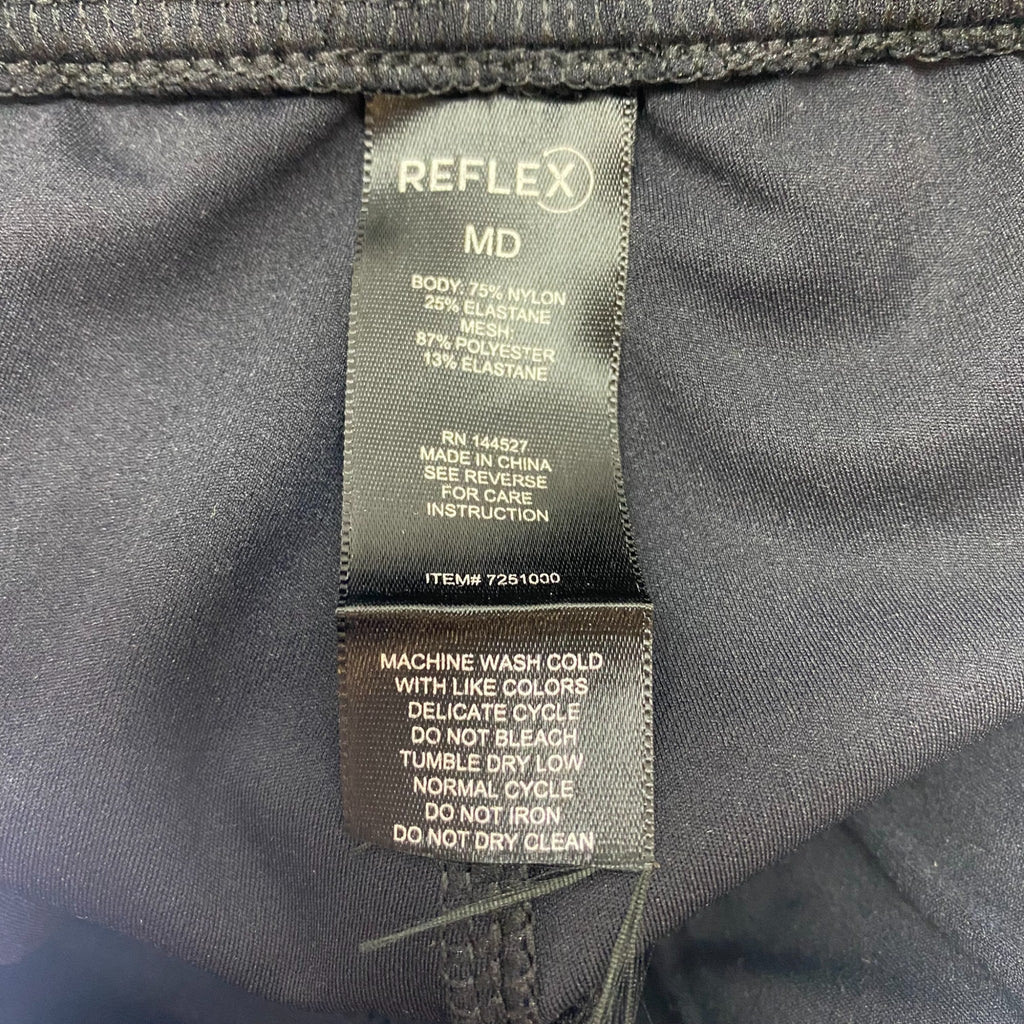 REFLEX
MD
BODY: 75% NYLON
25% ELASTANE
MESH:
87% POLYESTER
13% ELASTANE
RN 144527
MADE IN CHINA
SEE REVERSE
FOR CARE
INSTRUCTION
ITEM# 7251000
MACHINE WASH COLD
WITH LIKE COLORS
DELICATE CYCLE
DO NOT BLEACH
TUMBLE DRY LOW
NORMAL CYCLE
DO NOT IRON
DO NOT DRY CLEAN